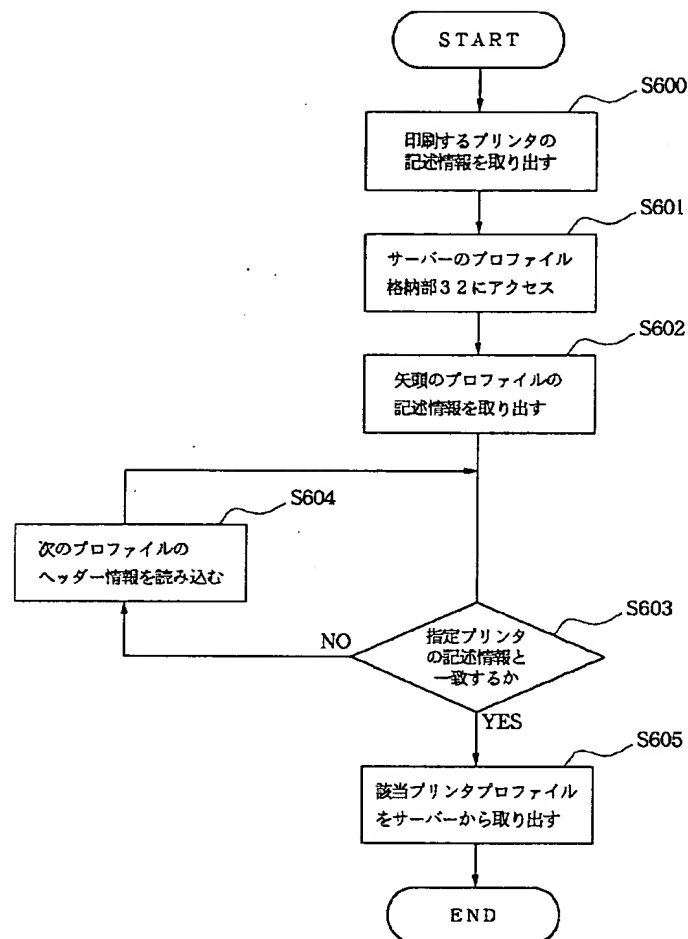 START
S600
印刷するプリンタの
記述情報を取り出す
S601
サーバーのプロファイル
格納部32にアクセス
S602
矢頭のプロファイルの
記述情報を取り出す
S604
次のプロファイルの
ヘッダー情報を読み込む
S603
指定プリンタ
の記述情報と
一致するか
NO
YES
S605
該当プリンタプロファイル
をサーバーから取り出す
END